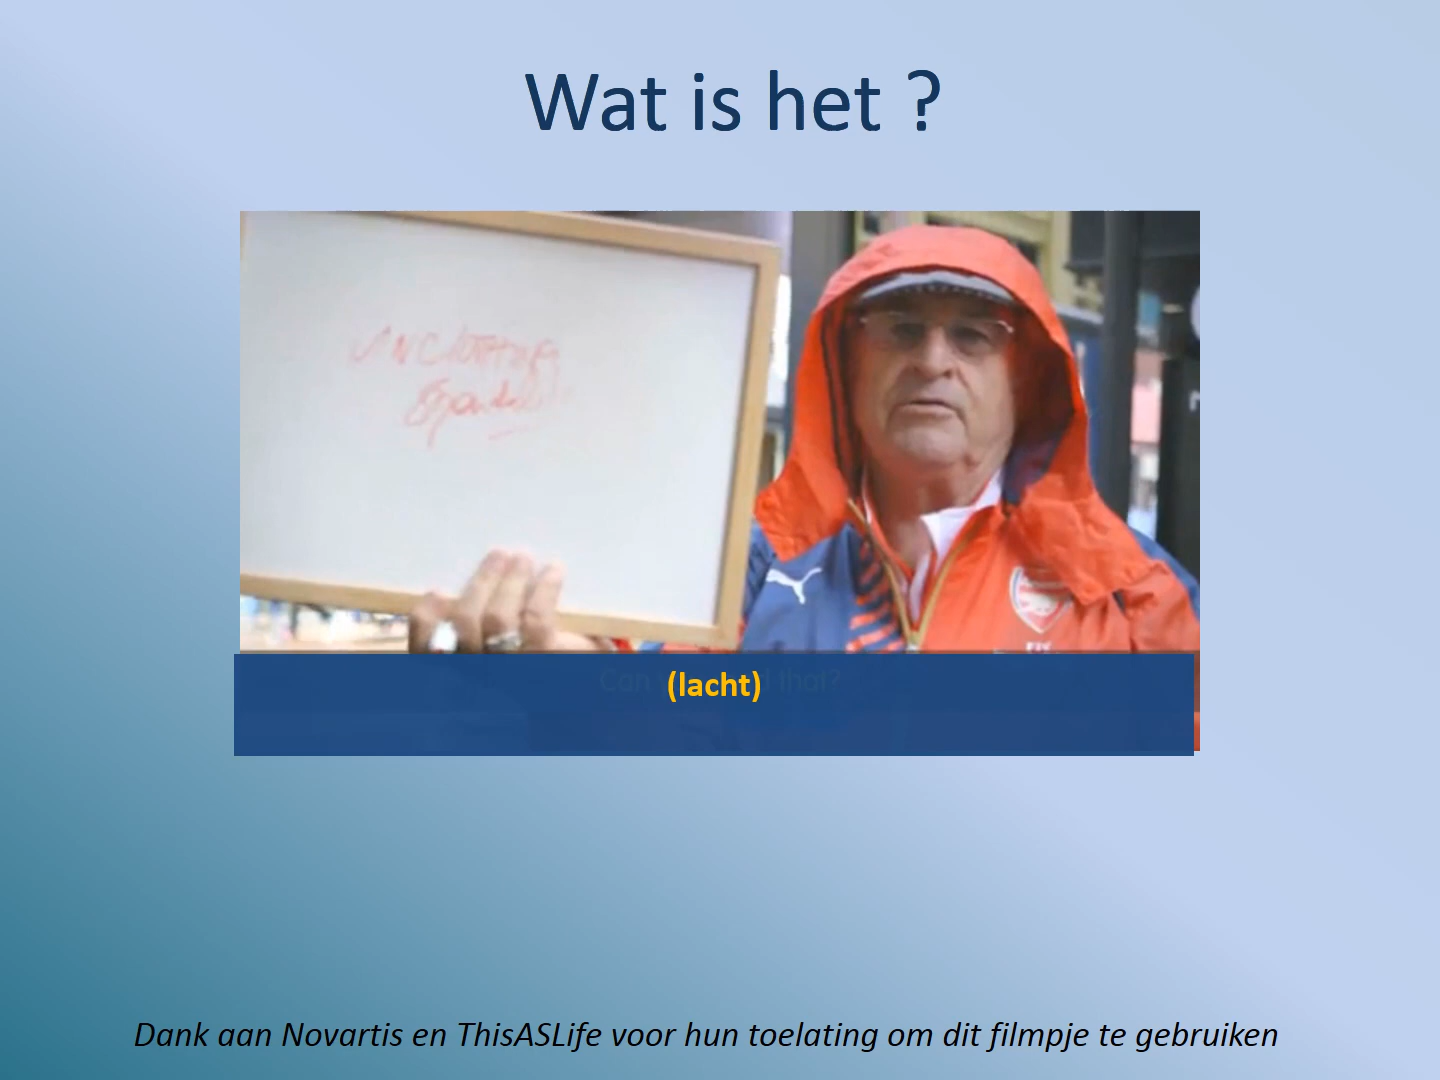 Wat is het ?
(lacht)
Dank aan Novartis en ThisASLife voor hun toelating om dit filmpje te gebruiken